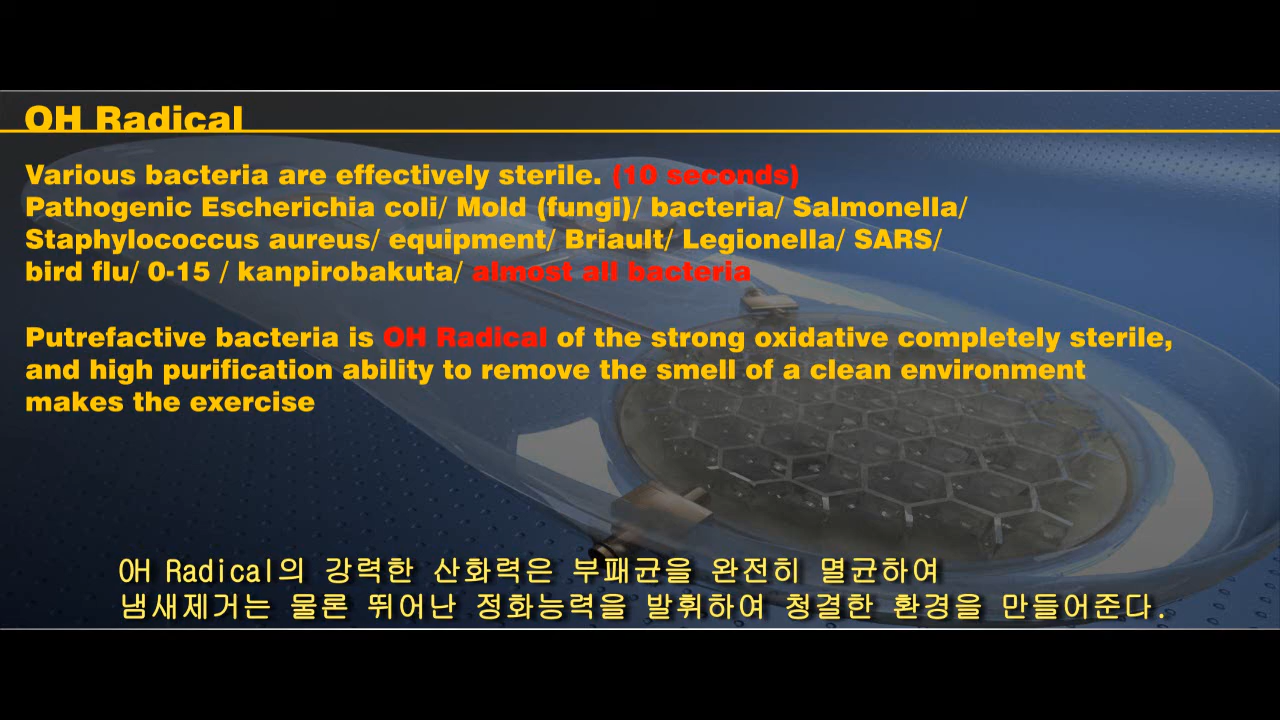 OH Radical
Various bacteria are effectively sterile. (10 seconds)
Pathogenic Escherichia coli/ Mold (fungi)/ bacteria/ Salmonella/
Staphylococcus aureus/ equipment/ Briault/ Legionella/ SARS/
bird flu/ 0-15 / kanpirobakuta/ almost all bacteria
Putrefactive bacteria is OH Radical of the strong oxidative completely sterile,
and high purification ability to remove the smell of a clean environment
makes the exercise
OH Radical의 강력한 산화력은 부패균을 완전히 멸균하여
냄새제거는 물론 뛰어난 정화능력을 발휘하여 청결한 환경을 만들어준다.